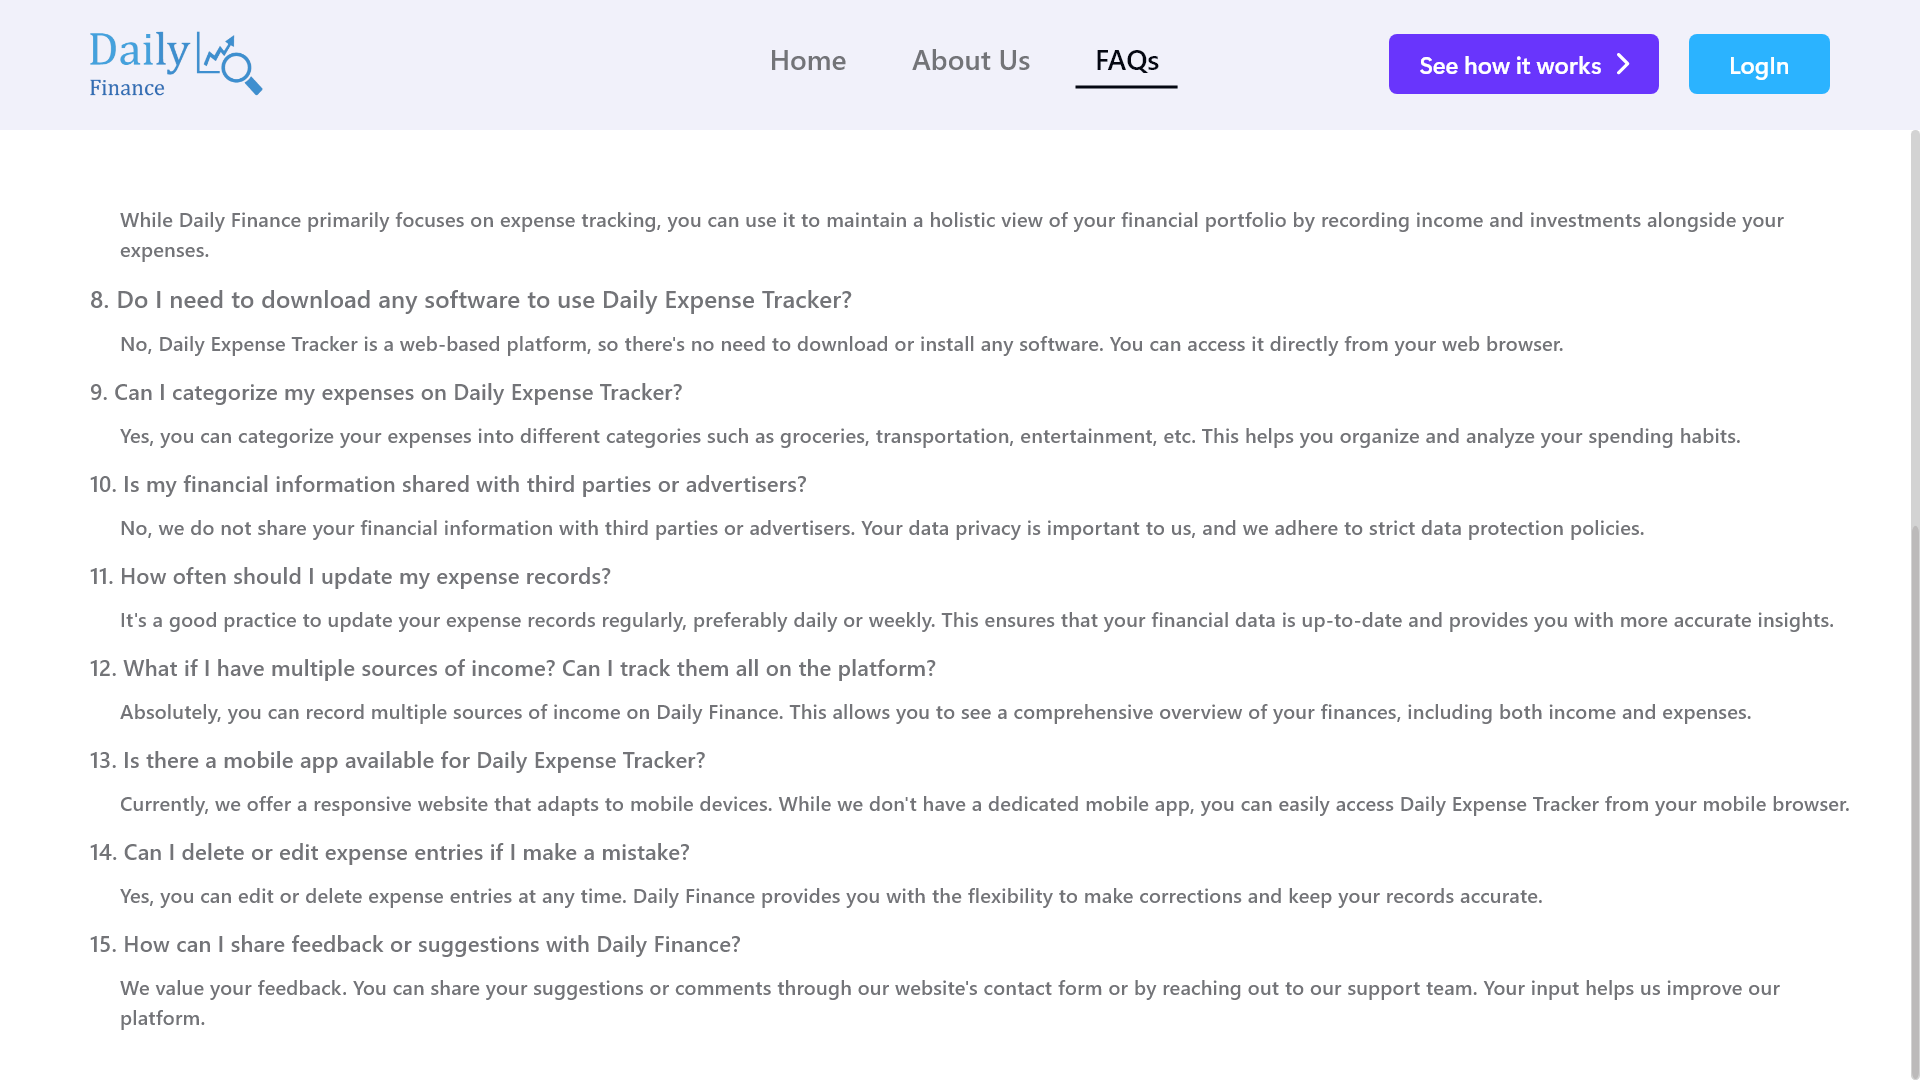 Daily
Finance
Home
About Us
FAQs
See how it works
LogIn
While Daily Finance primarily focuses on expense tracking, you can use it to maintain a holistic view of your financial portfolio by recording income and investments alongside your
expenses.
8. Do I need to download any software to use Daily Expense Tracker?
No, Daily Expense Tracker is a web-based platform, so there's no need to download or install any software. You can access it directly from your web browser.
9. Can I categorize my expenses on Daily Expense Tracker?
Yes, you can categorize your expenses into different categories such as groceries, transportation, entertainment, etc. This helps you organize and analyze your spending habits.
10. Is my financial information shared with third parties or advertisers?
No, we do not share your financial information with third parties or advertisers. Your data privacy is important to us, and we adhere to strict data protection policies.
11. How often should I update my expense records?
It's a good practice to update your expense records regularly, preferably daily or weekly. This ensures that your financial data is up-to-date and provides you with more accurate insights.
12. What if I have multiple sources of income? Can I track them all on the platform?
Absolutely, you can record multiple sources of income on Daily Finance. This allows you to see a comprehensive overview of your finances, including both income and expenses.
13. Is there a mobile app available for Daily Expense Tracker?
Currently, we offer a responsive website that adapts to mobile devices. While we don't have a dedicated mobile app, you can easily access Daily Expense Tracker from your mobile browser.
14. Can I delete or edit expense entries if I make a mistake?
Yes, you can edit or delete expense entries at any time. Daily Finance provides you with the flexibility to make corrections and keep your records accurate.
15. How can I share feedback or suggestions with Daily Finance?
We value your feedback. You can share your suggestions or comments through our website's contact form or by reaching out to our support team. Your input helps us improve our
platform.